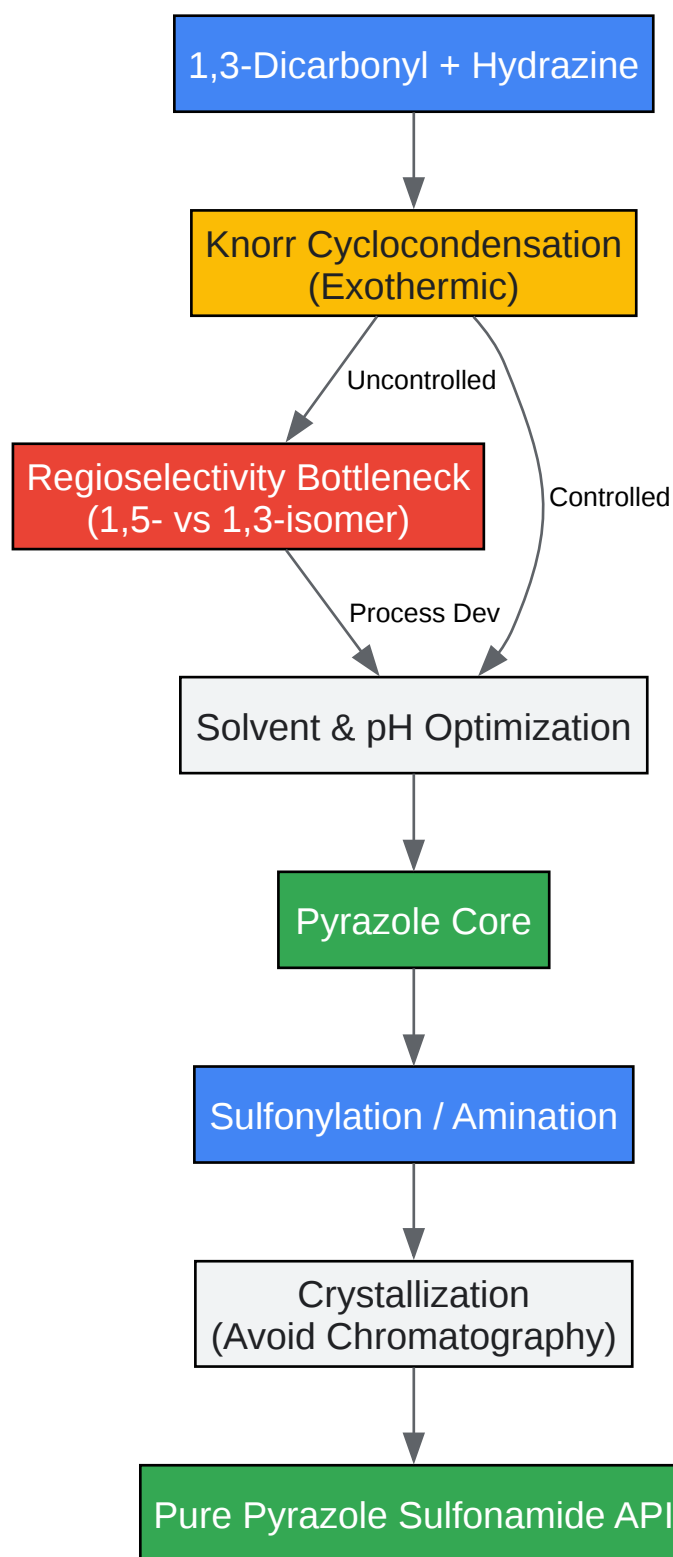 1,3-Dicarbonyl + Hydrazine
Knorr Cyclocondensation
(Exothermic)
Uncontrolled
Regioselectivity Bottleneck
(1,5- vs 1,3-isomer)
Controlled
Process Dev
Solvent & pH Optimization
Pyrazole Core
Sulfonylation / Amination
Crystallization
(Avoid Chromatography)
Pure Pyrazole Sulfonamide API